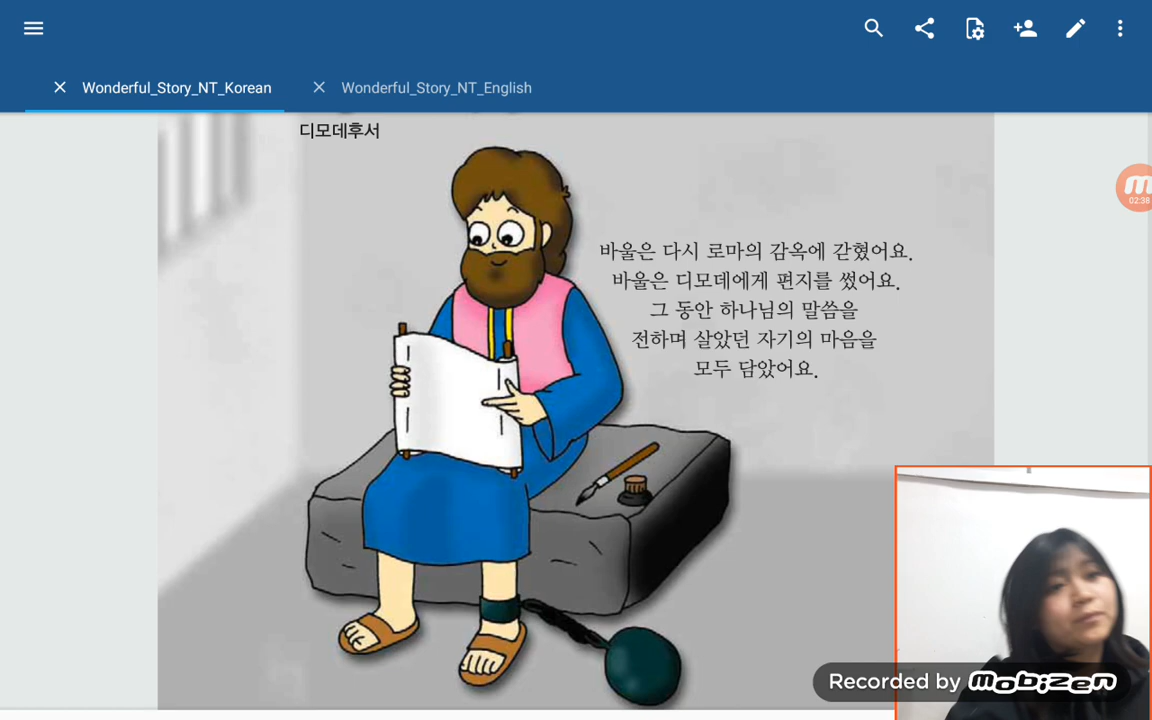 Wonderful_Story_NT_Korean
Wonderful_Story_NT_English
디모데후서
02:38
바울은 다시 로마의 감옥에 갇혔어요.
바울은 디모데에게 편지를 썼어요.
그 동안 하나님의 말씀을
전하며 살았던 자기의 마음을
모두 담았어요.
Recorded by mobizen